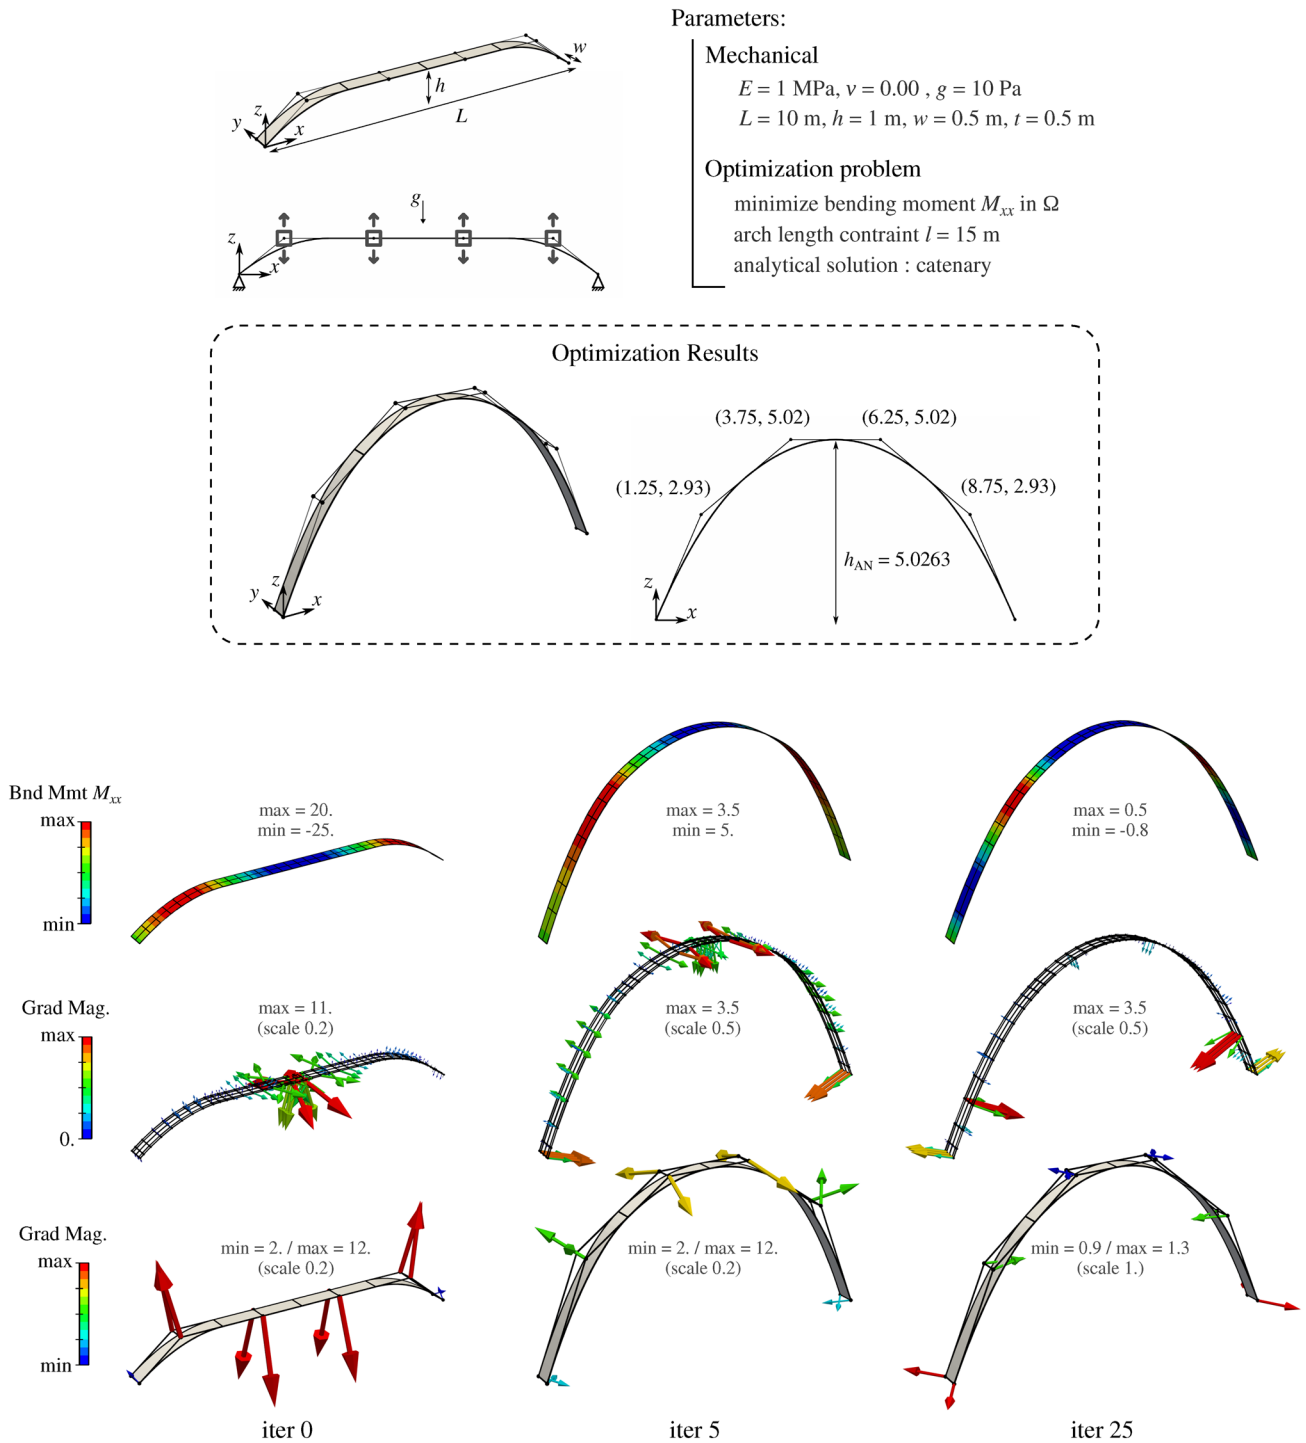 Parameters:
Mechanical
E = 1 MPa, ν = 0.00 , g = 10 Pa
L = 10 m, h = 1 m, w = 0.5 m, t = 0.5 m
Optimization problem
minimize bending moment Mxx in Ω
arch length contraint l = 15 m
analytical solution : catenary
w
h
L
z
y
x
g
z
x
Optimization Results
(3.75, 5.02)
(6.25, 5.02)
(1.25, 2.93)
(8.75, 2.93)
hAN = 5.0263
z
y
x
z
x
Bnd Mmt Mxx
max
min
max = 20.
min = -25.
max = 3.5
min = 5.
max = 0.5
min = -0.8
Grad Mag.
max
0.
max = 11.
(scale 0.2)
max = 3.5
(scale 0.5)
max = 3.5
(scale 0.5)
Grad Mag.
max
min
min = 2. / max = 12.
(scale 0.2)
min = 2. / max = 12.
(scale 0.2)
min = 0.9 / max = 1.3
(scale 1.)
iter 0
iter 5
iter 25